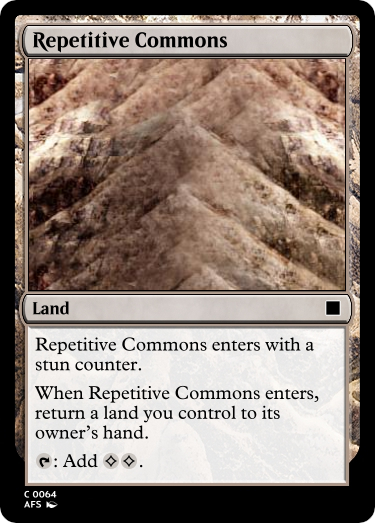 Repetitive Commons
Land
Repetitive Commons enters with a
stun counter.
When Repetitive Commons enters,
return a land you control to its
owner's hand.
: Add .
C 0064
AFS